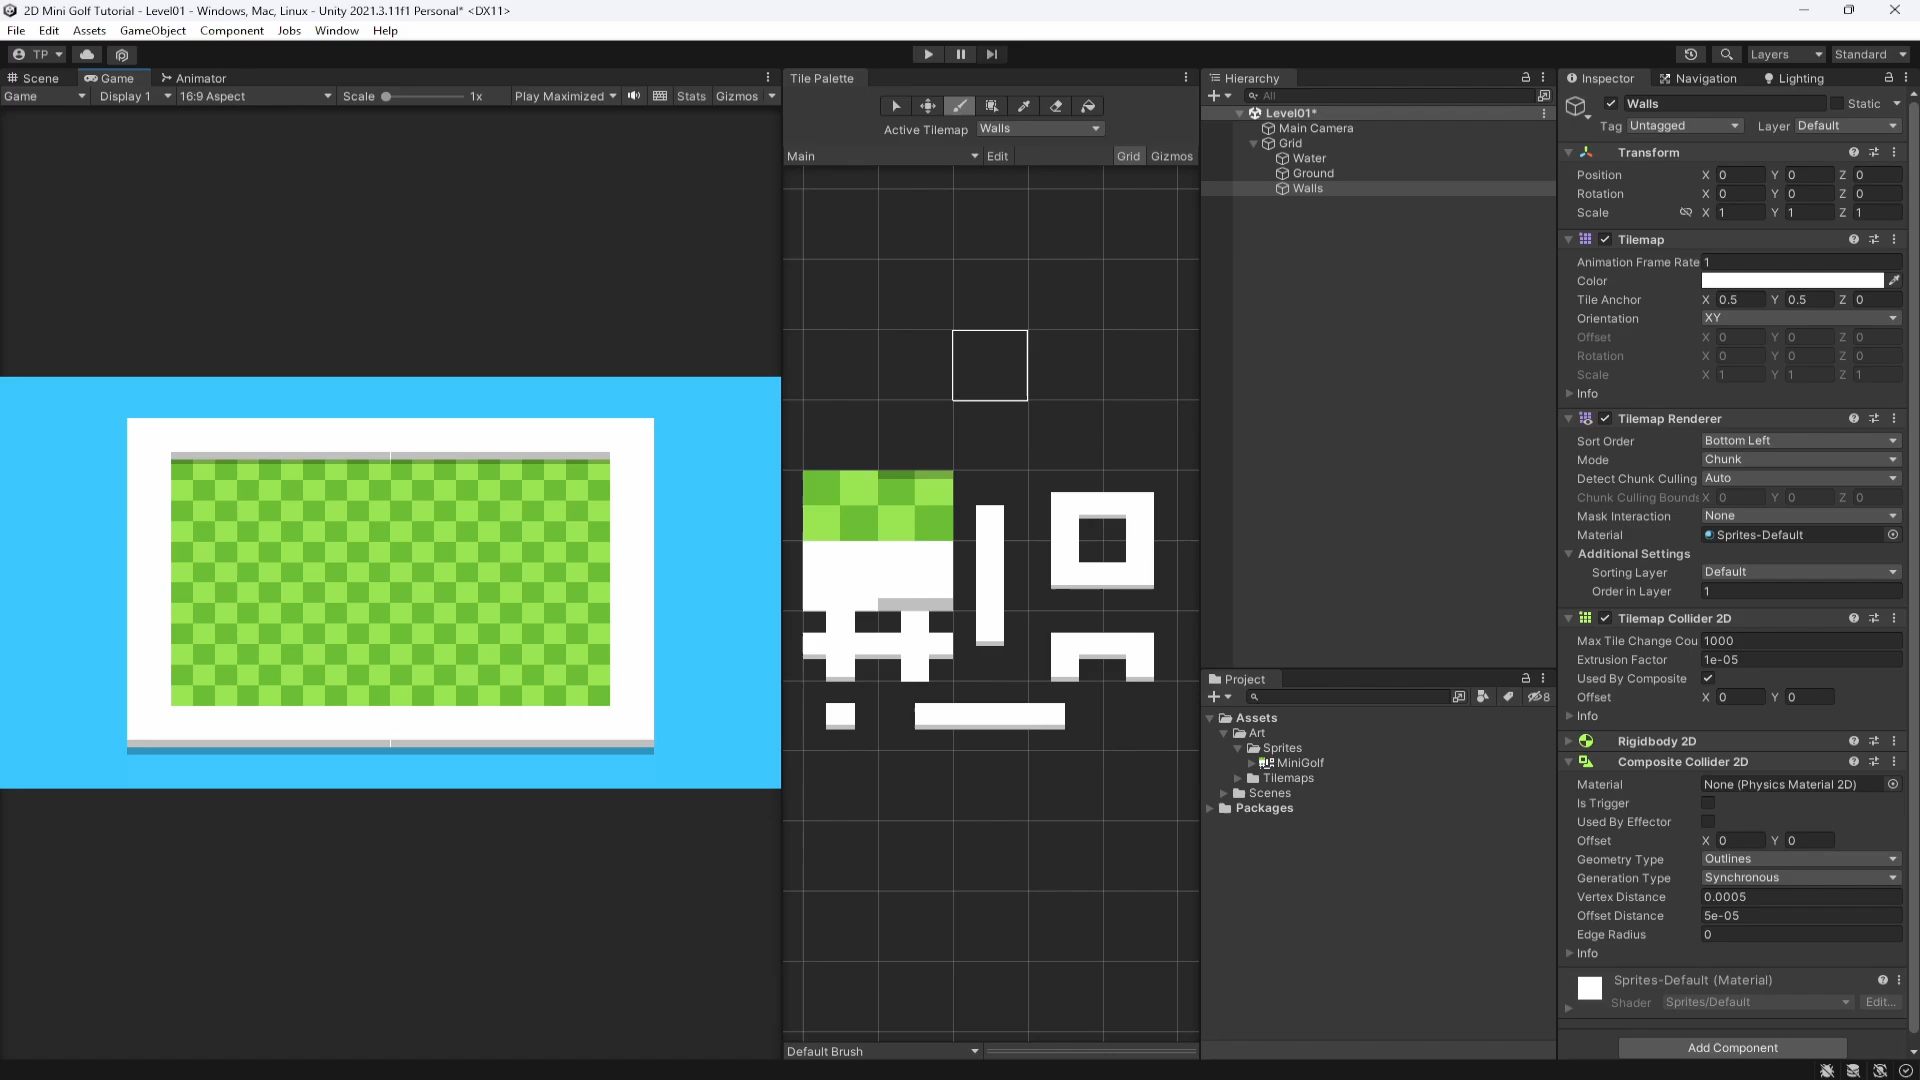 2D Mini Golf Tutorial - Level01 - Windows, Mac, Linux - Unity 2021.3.11f1 Personal* <DX11>
File Edit Assets GameObject Component Jobs Window Help
TP Layers Standard
Scene Game Animator
Game Display 1 16:9 Aspect Scale 1x Play Maximized Stats Gizmos
Tile Palette
Active Tilemap Walls
Main Edit Grid Gizmos
Default Brush
Hierarchy
All
Level01*
Main Camera
Grid
Water
Ground
Walls
Project
8
Assets
Art
Sprites
MiniGolf
Tilemaps
Scenes
Packages
Inspector Navigation Lighting
Walls Static
Tag Untagged Layer Default
Transform
Position X 0 Y 0 Z 0
Rotation X 0 Y 0 Z 0
Scale X 1 Y 1 Z 1
Tilemap
Animation Frame Rate 1
Color
Tile Anchor X 0.5 Y 0.5 Z 0
Orientation XY
Offset X 0 Y 0 Z 0
Rotation X 0 Y 0 Z 0
Scale X 1 Y 1 Z 1
Info
Tilemap Renderer
Sort Order Bottom Left
Mode Chunk
Detect Chunk Culling Auto
Chunk Culling Bounds X 0 Y 0 Z 0
Mask Interaction None
Material Sprites-Default
Additional Settings
Sorting Layer Default
Order in Layer 1
Tilemap Collider 2D
Max Tile Change Cou 1000
Extrusion Factor 1e-05
Used By Composite
Offset X 0 Y 0
Info
Rigidbody 2D
Composite Collider 2D
Material None (Physics Material 2D)
Is Trigger
Used By Effector
Offset X 0 Y 0
Geometry Type Outlines
Generation Type Synchronous
Vertex Distance 0.0005
Offset Distance 5e-05
Edge Radius 0
Info
Sprites-Default (Material)
Shader Sprites/Default Edit...
Add Component